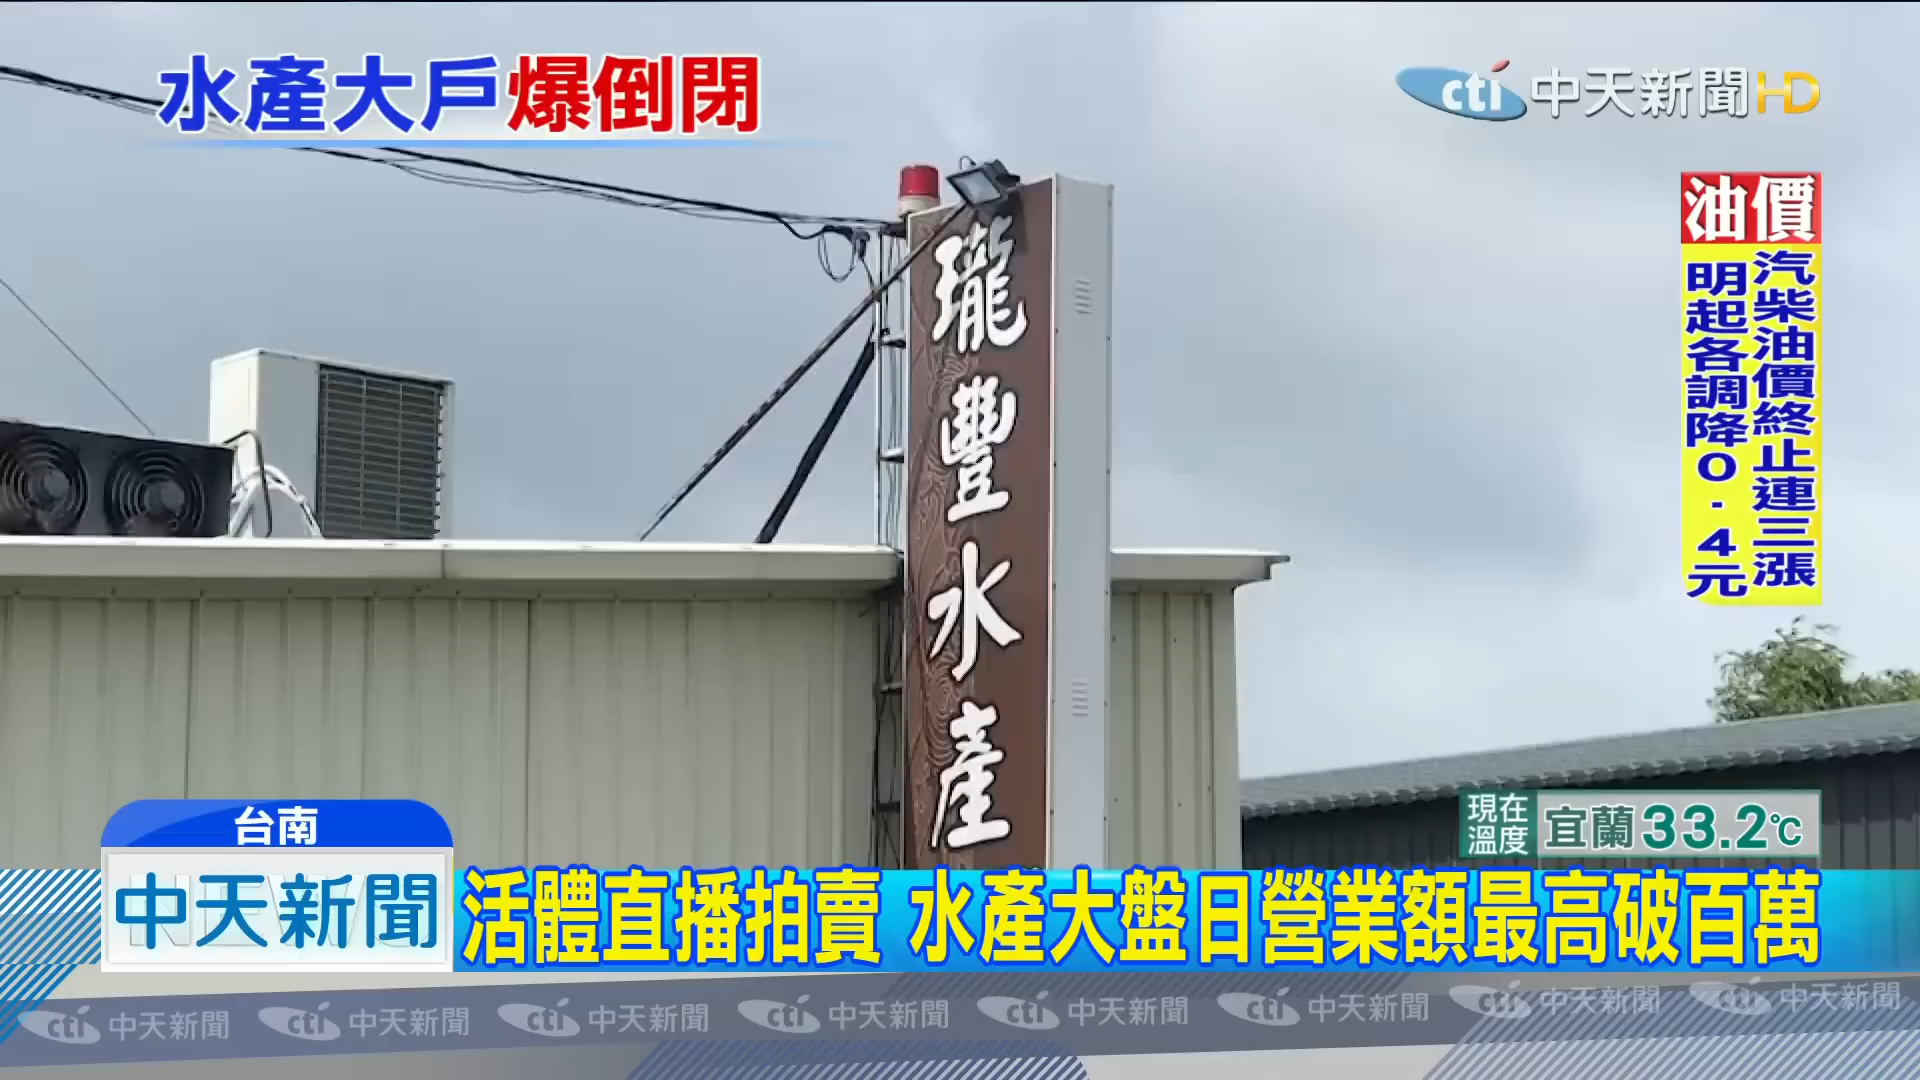 水產大戶爆倒閉
cti 中天新聞HD
油價
汽柴油價終止連三漲
明起各調降0.4元
瓏豐水產
現在溫度
宜蘭33.2℃
台南
中天新聞
活體直播拍賣 水產大盤日營業額最高破百萬
cti 中天新聞 cti 中天新聞 cti 中天新聞 cti 中天新聞 cti 中天新聞 cti 中天新聞 cti 中天新聞 cti 中天新聞